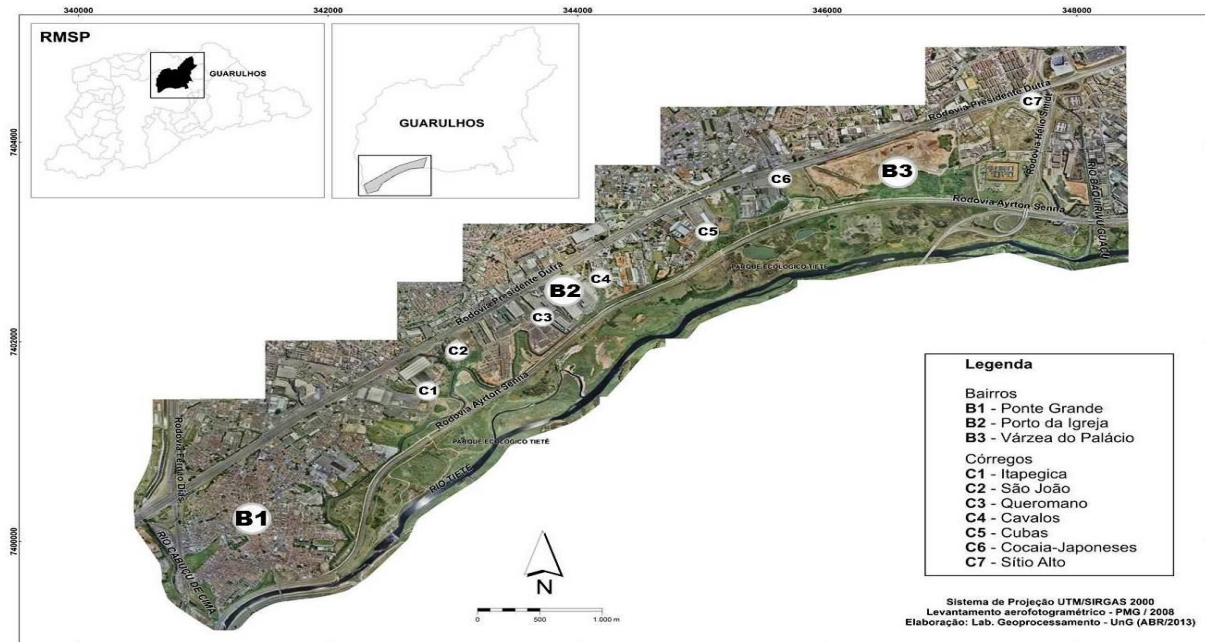 340000
342000
344000
346000
348000
7404000
7402000
7400000
RMSP
GUARULHOS
GUARULHOS
Rodovia Presidente Dutra
C7
Rodovia Hélio Smidt
RIO BAQUIRIVU GUAÇU
C6
B3
Rodovia Ayrton Senna
C5
PARQUE ECOLOGICO TIETÊ
C4
Rodovia Presidente Dutra
B2
C3
C2
C1
Rodovia Ayrton Senna
PARQUE ECOLOGICO TIETÊ
RIO TIETÊ
Rodovia Fernão Dias
B1
RIO CABUÇU DE CIMA
N
0
500
1.000 m
Legenda
Bairros
B1 - Ponte Grande
B2 - Porto da Igreja
B3 - Várzea do Palácio
Córregos
C1 - Itapegica
C2 - São João
C3 - Queromano
C4 - Cavalos
C5 - Cubas
C6 - Cocaia-Japoneses
C7 - Sítio Alto
Sistema de Projeção UTM/SIRGAS 2000
Levantamento aerofotogramétrico - PMG / 2008
Elaboração: Lab. Geoprocessamento - UnG (ABR/2013)